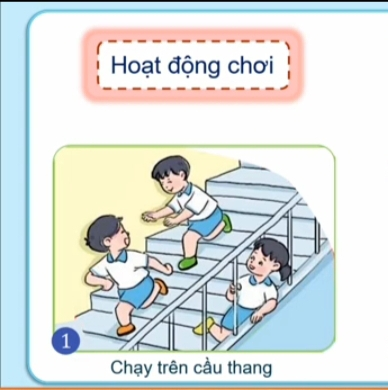 Hoạt động chơi
1
Chạy trên cầu thang